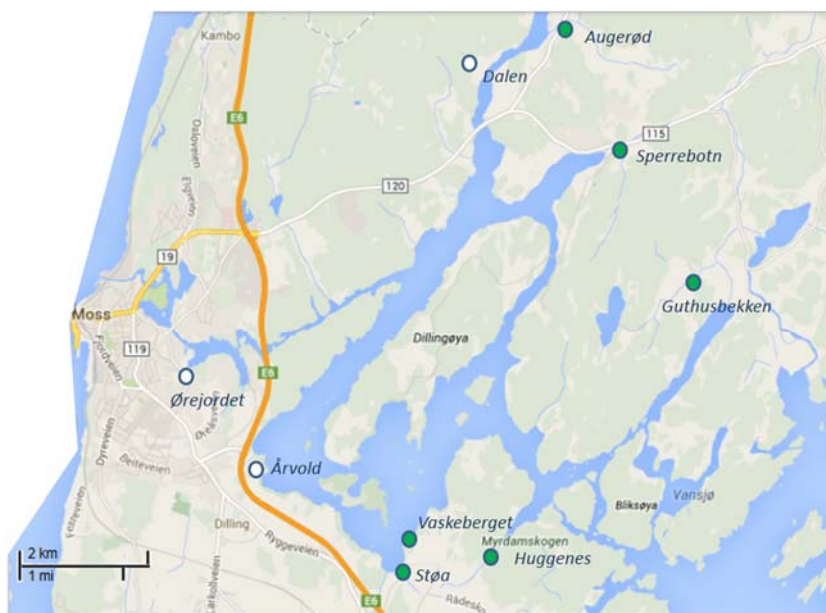 Kambo
Augerød
Dalen
E6
Osloveien
115
Sperrebotn
120
19
Guthusbekken
Moss
Dillingøya
119
Fjordveien
E6
Ørejordet
Dyreveien
Årvold
Beiteveien
Bliksøya
Vansjø
Dilling
Vaskeberget
Myrdamskogen
Ryggeveien
Huggenes
2 km
Støa
1 mi
E6